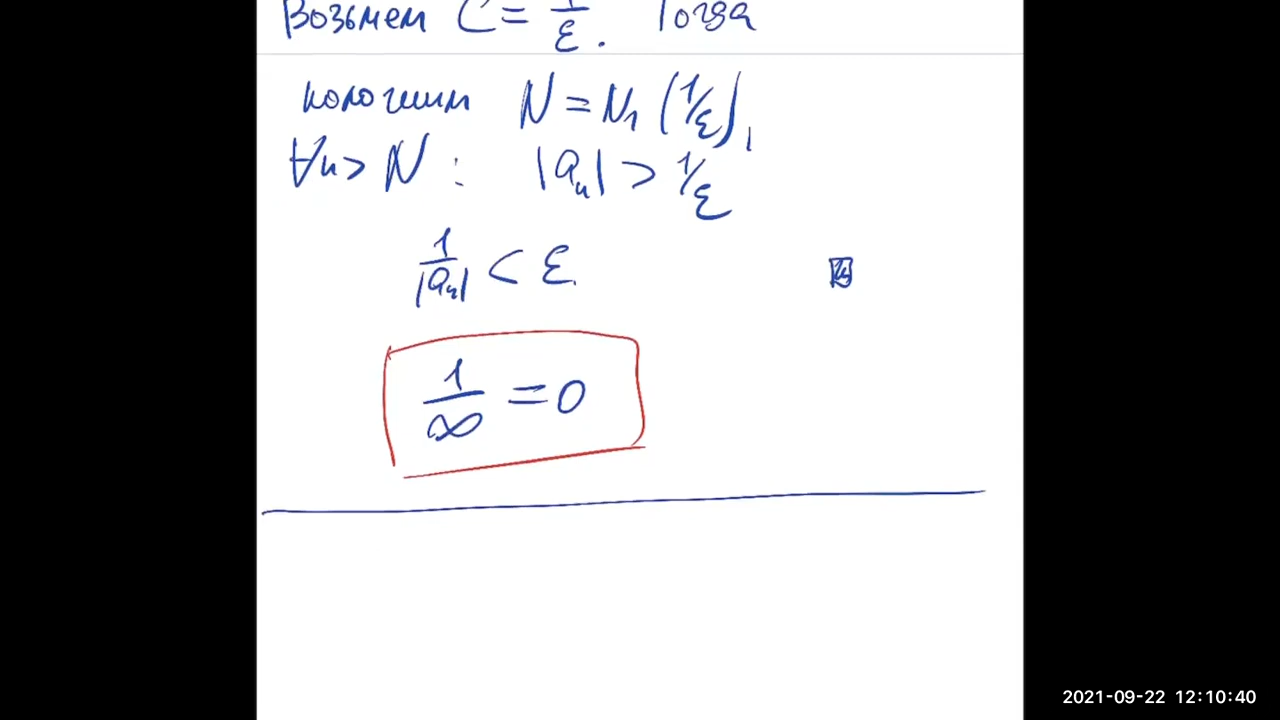 Возьмем C = 1/ε. Тогда
положим N = N₁(1/ε),
∀n > N : |aₙ| > 1/ε
1/|aₙ| < ε.
1/∞ = 0
2021-09-22 12:10:40